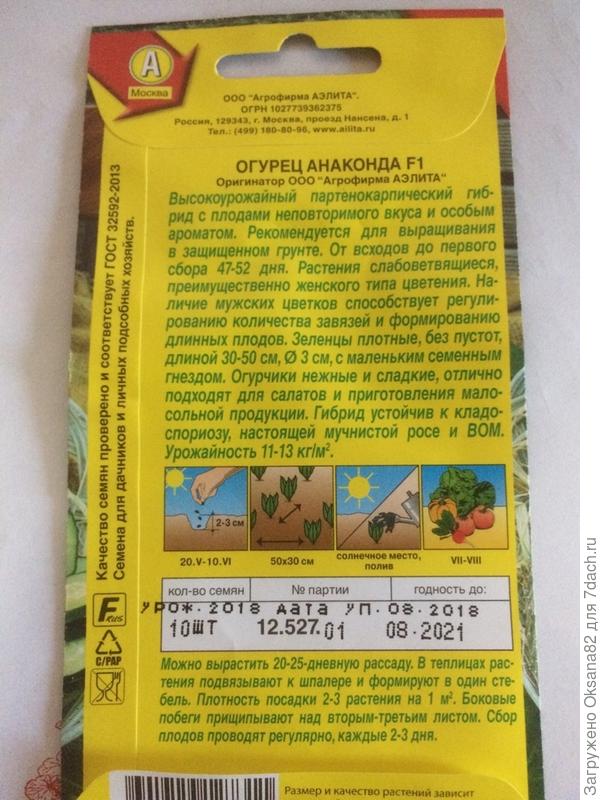 А
Москва
ООО "Агрофирма АЭЛИТА".
ОГРН 1027739362375
Россия, 129343, г. Москва, проезд Нансена, д. 1
Тел.: (499) 180-80-96, www.ailita.ru
ОГУРЕЦ АНАКОНДА F1
Оригинатор ООО "Агрофирма АЭЛИТА"
Высокоурожайный партенокарпический гиб-
рид с плодами неповторимого вкуса и особым
ароматом. Рекомендуется для выращивания
в защищенном грунте. От всходов до первого
сбора 47-52 дня. Растения слабоветвящиеся,
преимущественно женского типа цветения. На-
личие мужских цветков способствует регули-
рованию количества завязей и формированию
длинных плодов. Зеленцы плотные, без пустот,
длиной 30-50 см, Ø 3 см, с маленьким семенным
гнездом. Огурчики нежные и сладкие, отлично
подходят для салатов и приготовления мало-
сольной продукции. Гибрид устойчив к кладо-
спориозу, настоящей мучнистой росе и ВОМ.
Урожайность 11-13 кг/м².
2-3 см
20.V-10.VI
50х30 см
солнечное место,
полив
VII-VIII
кол-во семян
№ партии
годность до:
УРОЖ.2018 дата УП.08.2018
10ШТ 12.527.01 08.2021
Можно вырастить 20-25-дневную рассаду. В теплицах рас-
тения подвязывают к шпалере и формируют в один сте-
бель. Плотность посадки 2-3 растения на 1 м². Боковые
побеги прищипывают над вторым-третьим листом. Сбор
плодов проводят регулярно, каждые 2-3 дня.
Размер и качество растений зависит
Качество семян проверено и соответствует ГОСТ 32592-2013
Семена для дачников и личных подсобных хозяйств.
F Rus
C/PAP
Загружено Oksana82 для 7dach.ru